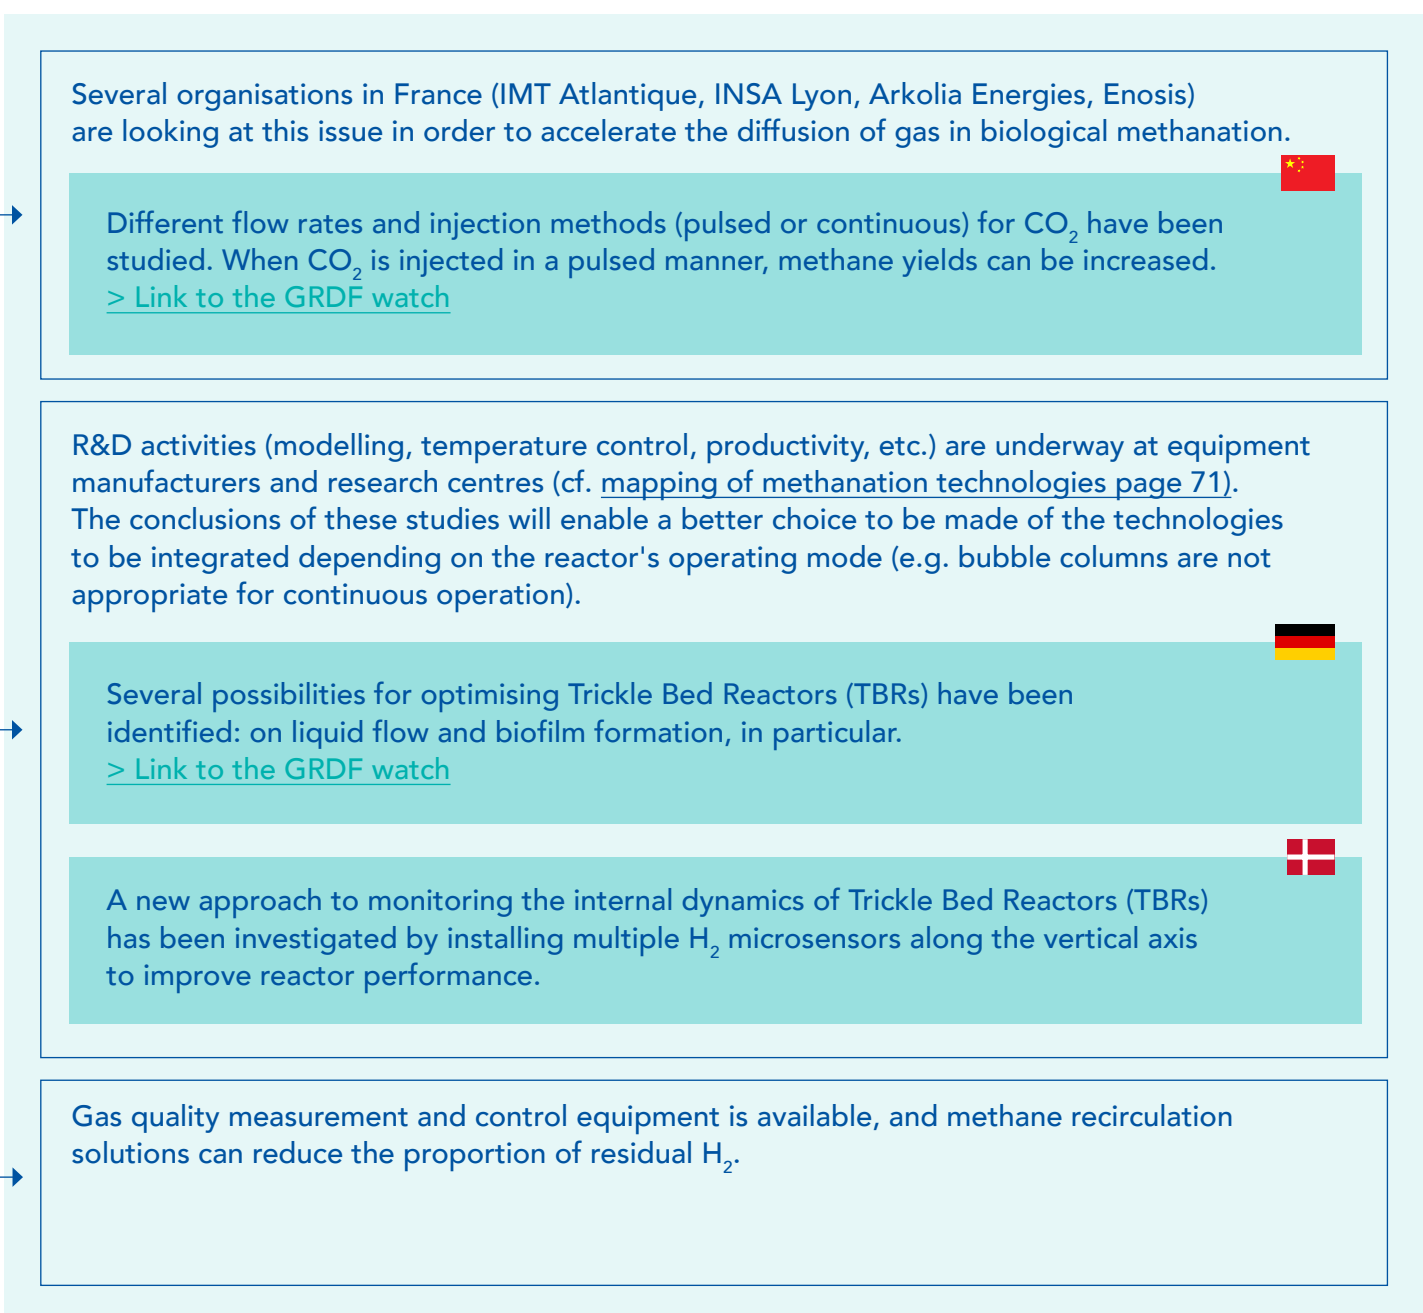 Several organisations in France (IMT Atlantique, INSA Lyon, Arkolia Energies, Enosis)
are looking at this issue in order to accelerate the diffusion of gas in biological methanation.
Different flow rates and injection methods (pulsed or continuous) for CO₂ have been
studied. When CO₂ is injected in a pulsed manner, methane yields can be increased.
> Link to the GRDF watch
R&D activities (modelling, temperature control, productivity, etc.) are underway at equipment
manufacturers and research centres (cf. mapping of methanation technologies page 71).
The conclusions of these studies will enable a better choice to be made of the technologies
to be integrated depending on the reactor's operating mode (e.g. bubble columns are not
appropriate for continuous operation).
Several possibilities for optimising Trickle Bed Reactors (TBRs) have been
identified: on liquid flow and biofilm formation, in particular.
> Link to the GRDF watch
A new approach to monitoring the internal dynamics of Trickle Bed Reactors (TBRs)
has been investigated by installing multiple H₂ microsensors along the vertical axis
to improve reactor performance.
Gas quality measurement and control equipment is available, and methane recirculation
solutions can reduce the proportion of residual H₂.